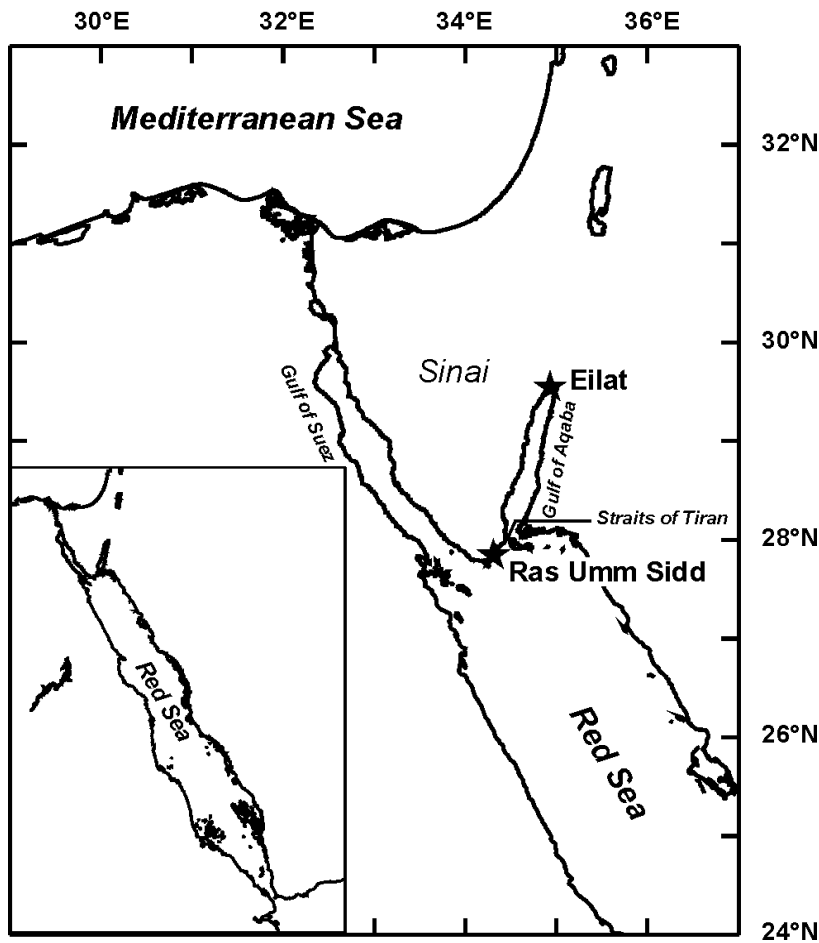 30°E 32°E 34°E 36°E
Mediterranean Sea
32°N
30°N
Sinai
Eilat
Gulf of Suez
Gulf of Aqaba
Straits of Tiran
28°N
Ras Umm Sidd
Red Sea
Red Sea
26°N
24°N